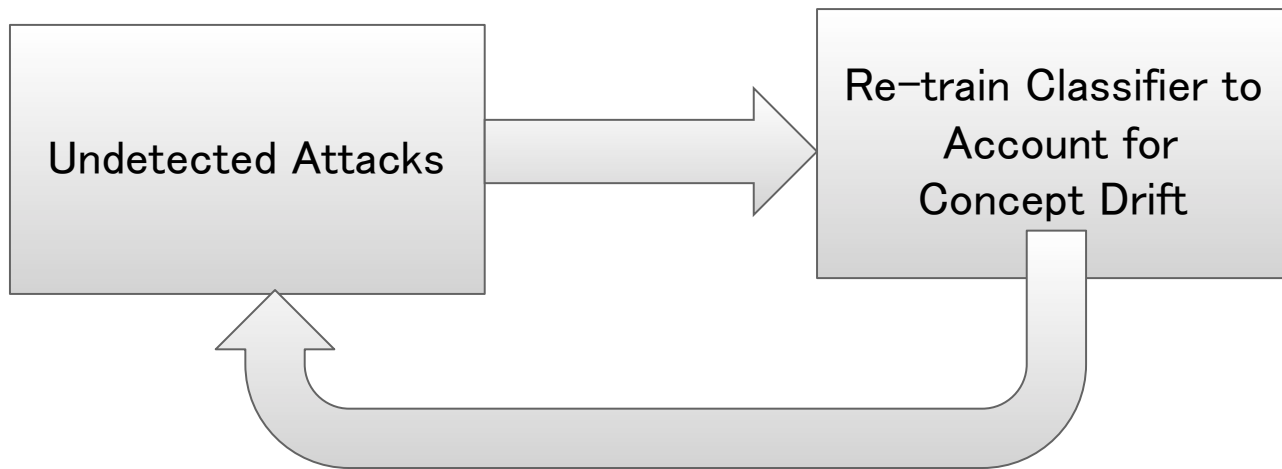 Undetected Attacks
Re-train Classifier to
Account for
Concept Drift